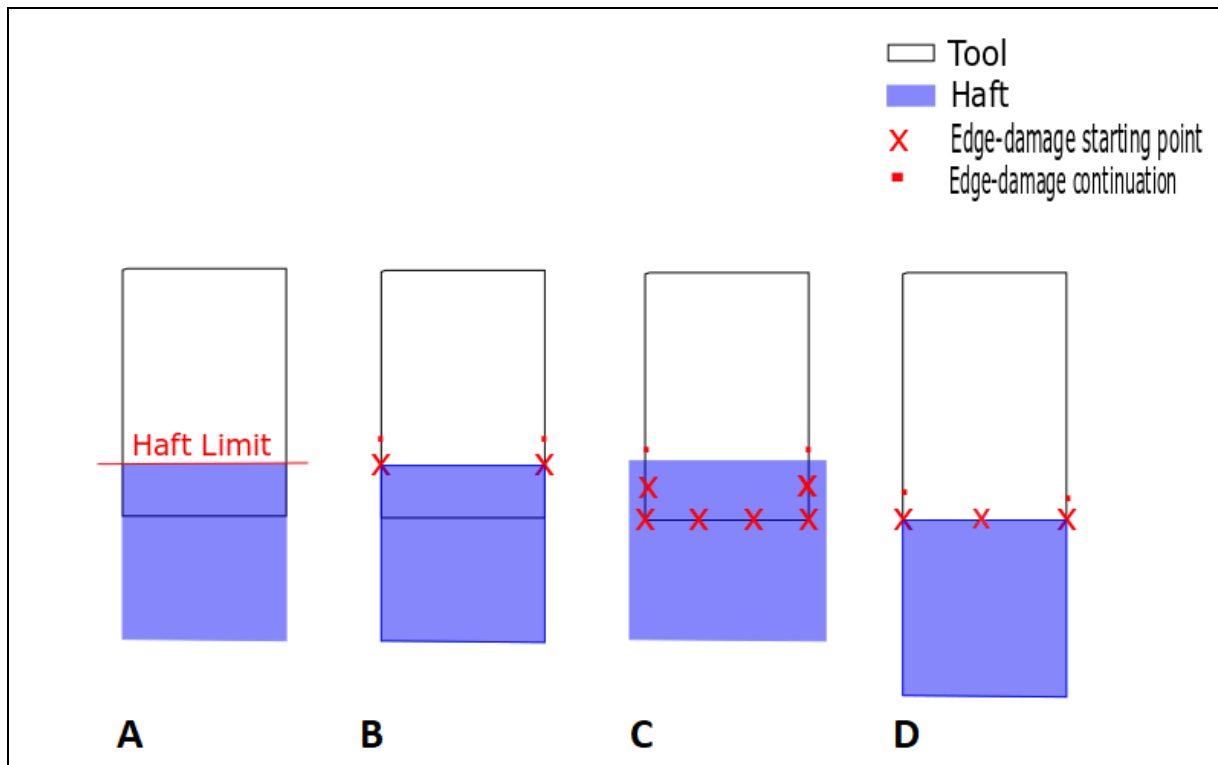 Tool
Haft
X Edge-damage starting point
Edge-damage continuation
Haft Limit
X X X X X X X X X X X
A B C D